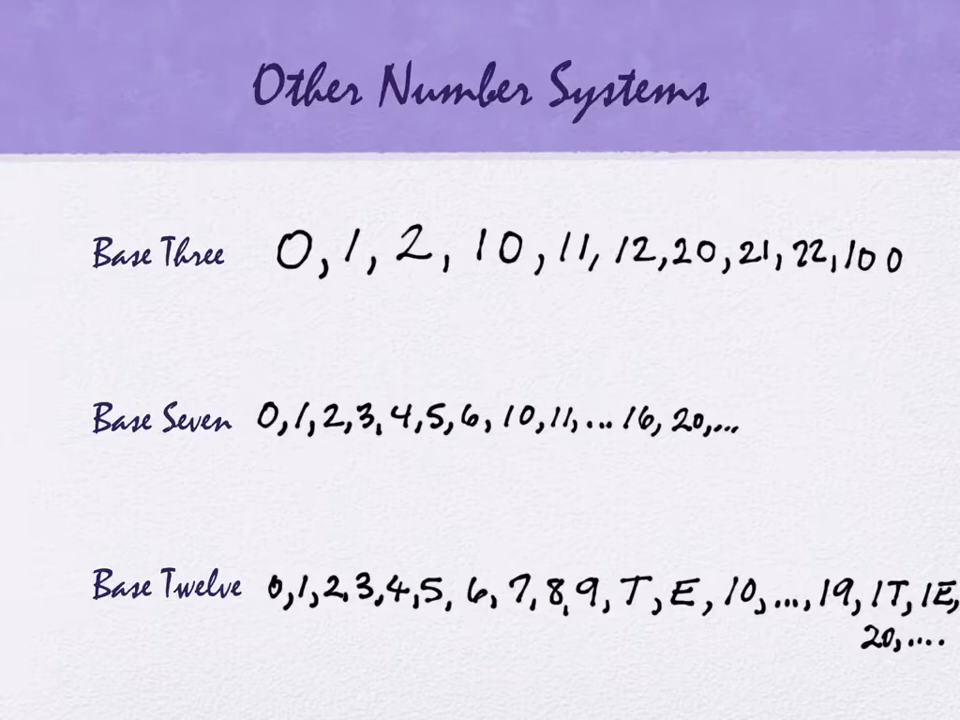 Other Number Systems
Base Three 0, 1, 2, 10, 11, 12, 20, 21, 22, 100
Base Seven 0, 1, 2, 3, 4, 5, 6, 10, 11, ... 16, 20, ...
Base Twelve 0, 1, 2, 3, 4, 5, 6, 7, 8, 9, T, E, 10, ..., 19, 1T, 1E,
20, ....